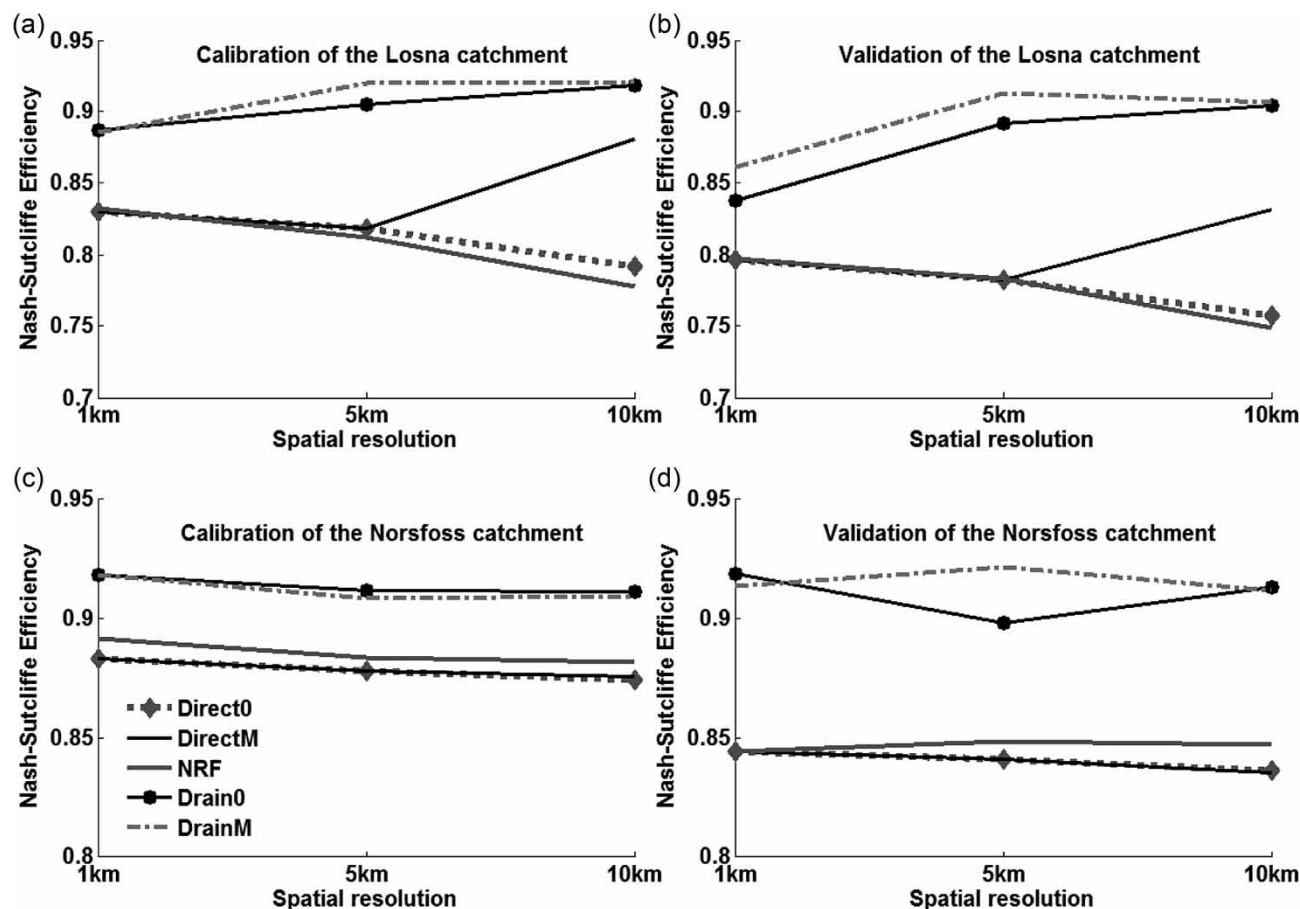 (a)
Calibration of the Losna catchment
Nash-Sutcliffe Efficiency
0.95
0.9
0.85
0.8
0.75
0.7
1km
5km
10km
Spatial resolution
(b)
Validation of the Losna catchment
Nash-Sutcliffe Efficiency
0.95
0.9
0.85
0.8
0.75
0.7
1km
5km
10km
Spatial resolution
(c)
Calibration of the Norsfoss catchment
Nash-Sutcliffe Efficiency
0.95
0.9
0.85
0.8
Direct0
DirectM
NRF
Drain0
DrainM
1km
5km
10km
Spatial resolution
(d)
Validation of the Norsfoss catchment
Nash-Sutcliffe Efficiency
0.95
0.9
0.85
0.8
1km
5km
10km
Spatial resolution